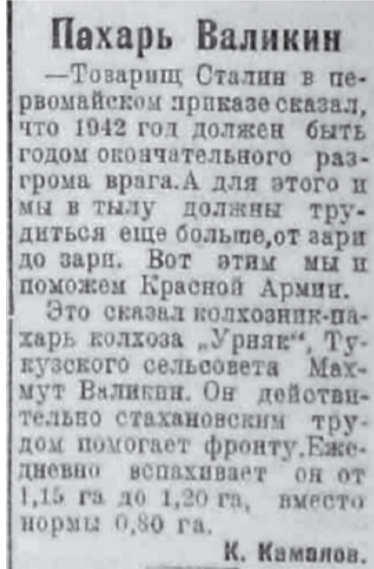 Пахарь Валикин
—Товарищ Сталин в пе-
рвомайском приказе сказал,
что 1942 год должен быть
годом окончательного раз-
грома врага. А для этого и
мы в тылу должны тру-
диться еще больше, от зари
до зари. Вот этим мы и
поможем Красной Армии.
Это сказал колхозник-па-
харь колхоза „Урняк“, Ту-
кузского сельсовета Мах-
мут Валикин. Он действи-
тельно стахановским тру-
дом помогает фронту. Еже-
дневно вспахивает он от
1,15 га до 1,20 га, вместо
нормы 0,80 га.
К. Камалов.